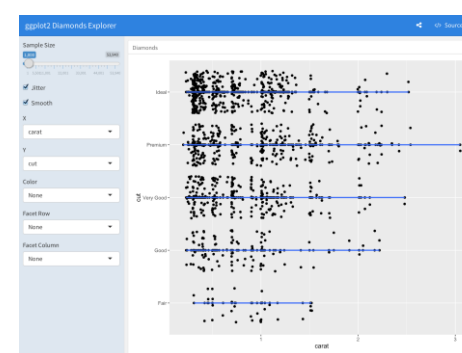 ggplot2 Diamonds Explorer
Source
Sample Size
Diamonds
Jitter
Smooth
X
carat
Y
cut
Color
None
Facet Row
None
Facet Column
None
Ideal
Premium
Very Good
Good
Fair
cut
1
2
3
carat